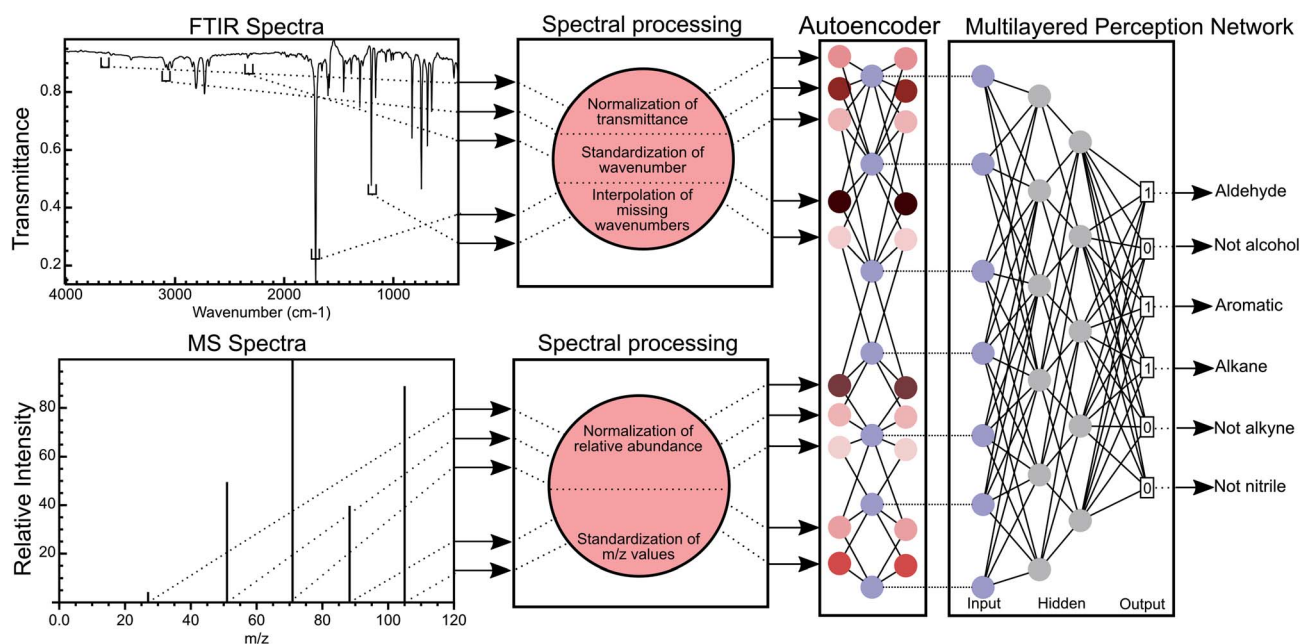 FTIR Spectra
Transmittance
0.8
0.6
0.4
0.2
4000
3000
2000
1000
Wavenumber (cm-1)
Spectral processing
Normalization of
transmittance
Standardization of
wavenumber
Interpolation of
missing
wavenumbers
MS Spectra
Relative Intensity
80
60
40
20
0.0
20
40
60
80
100
120
m/z
Spectral processing
Normalization of
relative abundance
Standardization of
m/z values
Autoencoder
Multilayered Perception Network
1
Aldehyde
0
Not alcohol
1
Aromatic
1
Alkane
0
Not alkyne
0
Not nitrile
Input
Hidden
Output